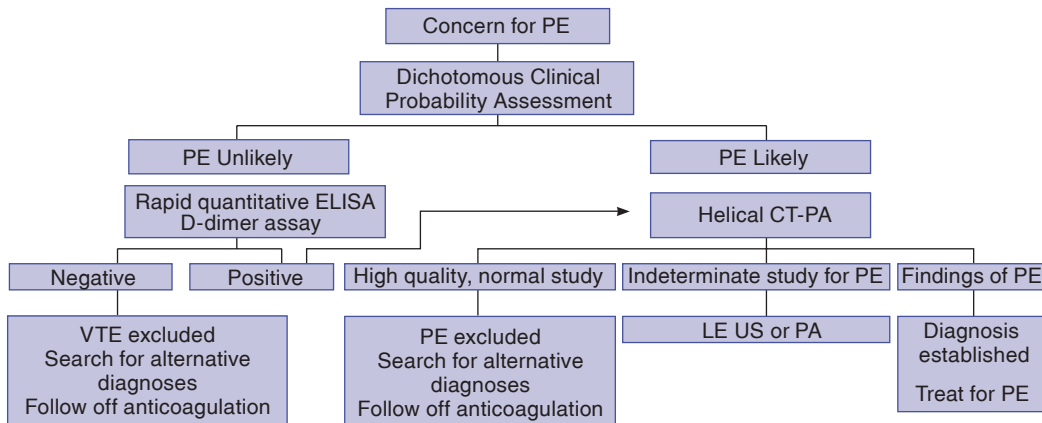 Concern for PE
Dichotomous Clinical
Probability Assessment
PE Unlikely
PE Likely
Rapid quantitative ELISA
D-dimer assay
Helical CT-PA
Negative
Positive
High quality, normal study
Indeterminate study for PE
Findings of PE
VTE excluded
Search for alternative
diagnoses
Follow off anticoagulation
PE excluded
Search for alternative
diagnoses
Follow off anticoagulation
LE US or PA
Diagnosis
established
Treat for PE